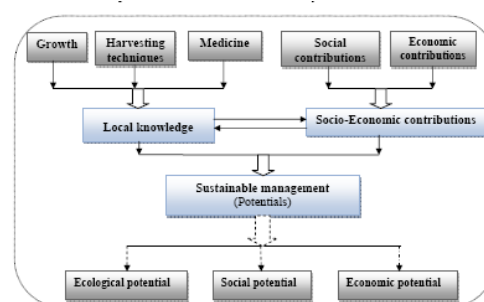 Growth
Harvesting
techniques
Medicine
Social
contributions
Economic
contributions
Local knowledge
Socio-Economic contributions
Sustainable management
(Potentials)
Ecological potential
Social potential
Economic potential